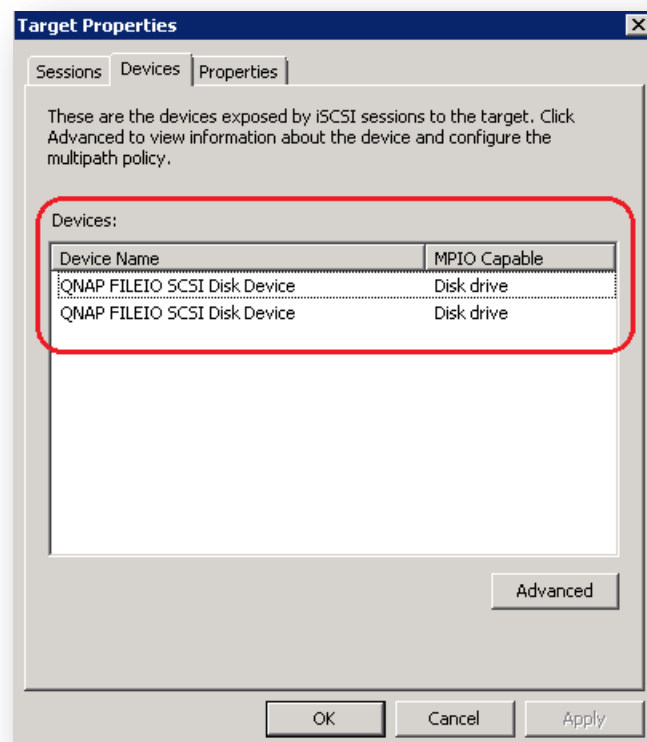 Target Properties
Sessions Devices Properties
These are the devices exposed by iSCSI sessions to the target. Click
Advanced to view information about the device and configure the
multipath policy.
Devices:
Device Name MPIO Capable
QNAP FILEIO SCSI Disk Device Disk drive
QNAP FILEIO SCSI Disk Device Disk drive
Advanced
OK Cancel Apply